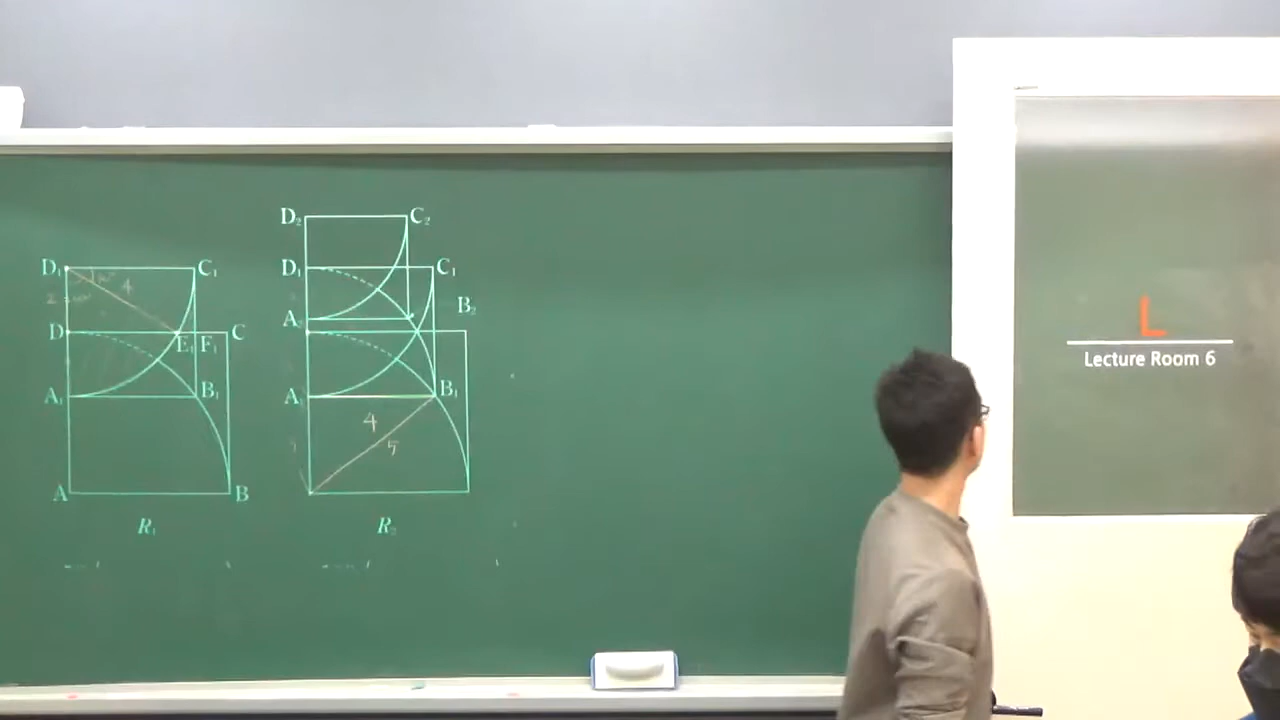 D₁ C₁
4
D E₁ F₁ C
A₁ B₁
A B
R₁
D₂ C₂
D₁ C₁
A₂ B₂
A₁ B₁
4
5
R₂
L
Lecture Room 6